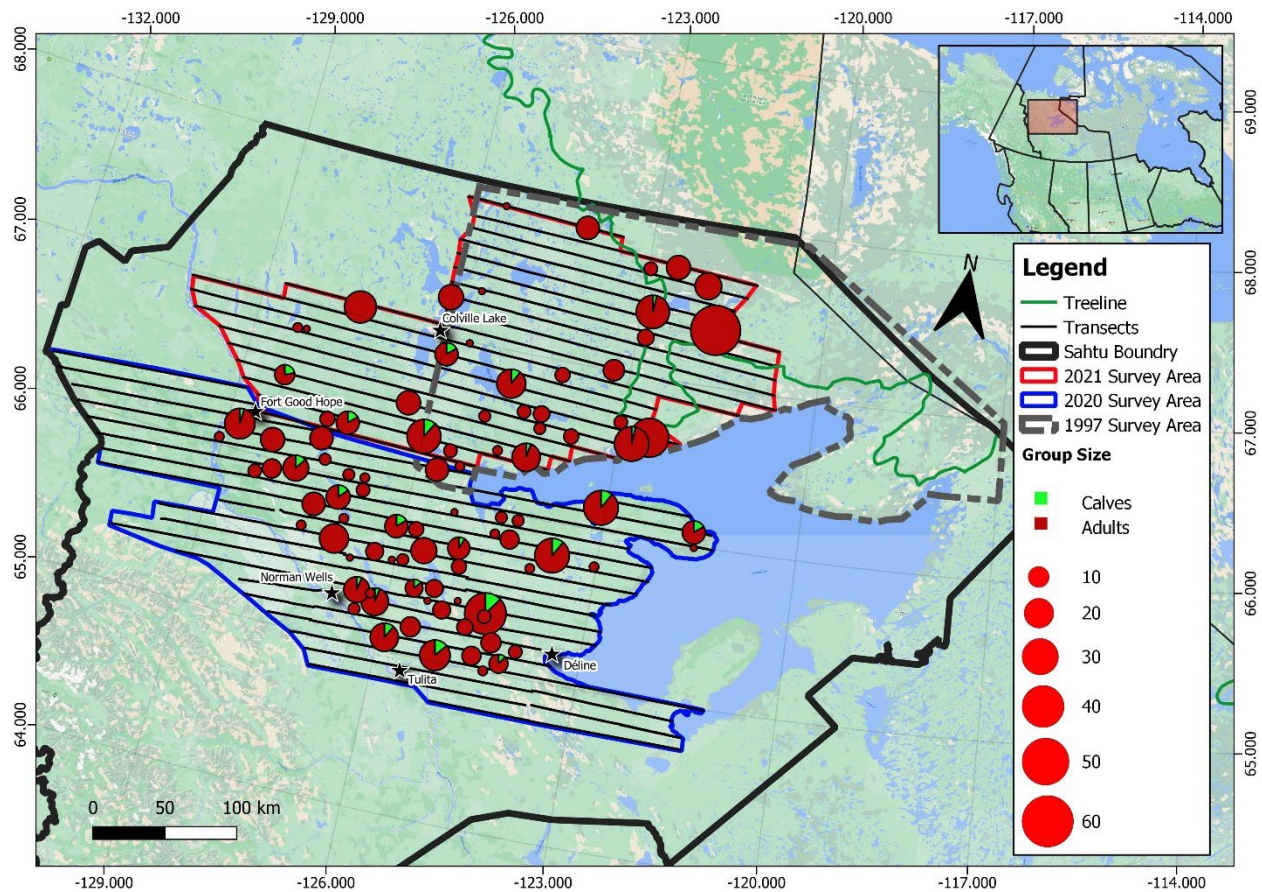 -132.000 -129.000 -126.000 -123.000 -120.000 -117.000 -114.000
68.000
67.000
66.000
65.000
64.000
69.000
68.000
67.000
66.000
65.000
N
Colville Lake
Fort Good Hope
Norman Wells
Déline
Tulita
Legend
Treeline
Transects
Sahtu Boundry
2021 Survey Area
2020 Survey Area
1997 Survey Area
Group Size
Calves
Adults
10
20
30
40
50
60
0 50 100 km
-129.000 -126.000 -123.000 -120.000 -117.000 -114.000